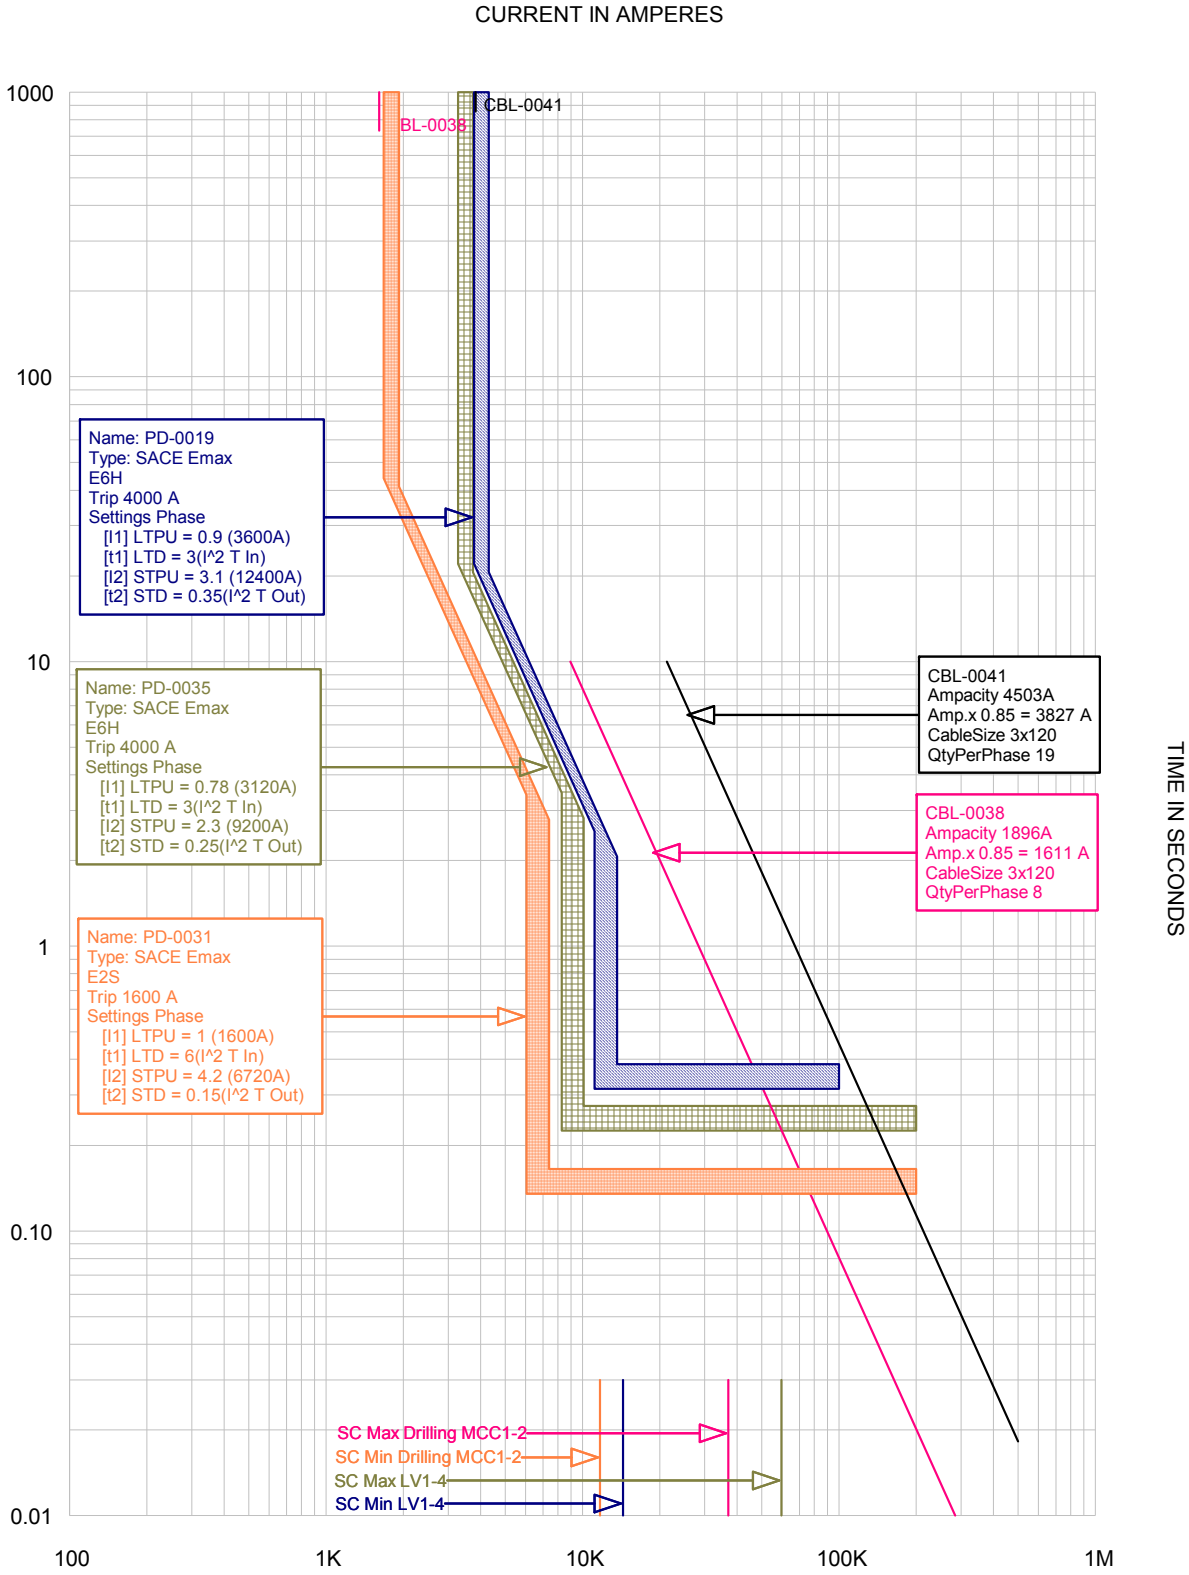 CURRENT IN AMPERES
1000
CBL-0041
BL-0038
100
Name: PD-0019
Type: SACE Emax
E6H
Trip 4000 A
Settings Phase
[I1] LTPU = 0.9 (3600A)
[t1] LTD = 3(I^2 T In)
[I2] STPU = 3.1 (12400A)
[t2] STD = 0.35(I^2 T Out)
10
Name: PD-0035
Type: SACE Emax
E6H
Trip 4000 A
Settings Phase
[I1] LTPU = 0.78 (3120A)
[t1] LTD = 3(I^2 T In)
[I2] STPU = 2.3 (9200A)
[t2] STD = 0.25(I^2 T Out)
CBL-0041
Ampacity 4503A
Amp.x 0.85 = 3827 A
CableSize 3x120
QtyPerPhase 19
CBL-0038
Ampacity 1896A
Amp.x 0.85 = 1611 A
CableSize 3x120
QtyPerPhase 8
TIME IN SECONDS
1
Name: PD-0031
Type: SACE Emax
E2S
Trip 1600 A
Settings Phase
[I1] LTPU = 1 (1600A)
[t1] LTD = 6(I^2 T In)
[I2] STPU = 4.2 (6720A)
[t2] STD = 0.15(I^2 T Out)
0.10
SC Max Drilling MCC1-2
SC Min Drilling MCC1-2
SC Max LV1-4
SC Min LV1-4
0.01
100
1K
10K
100K
1M